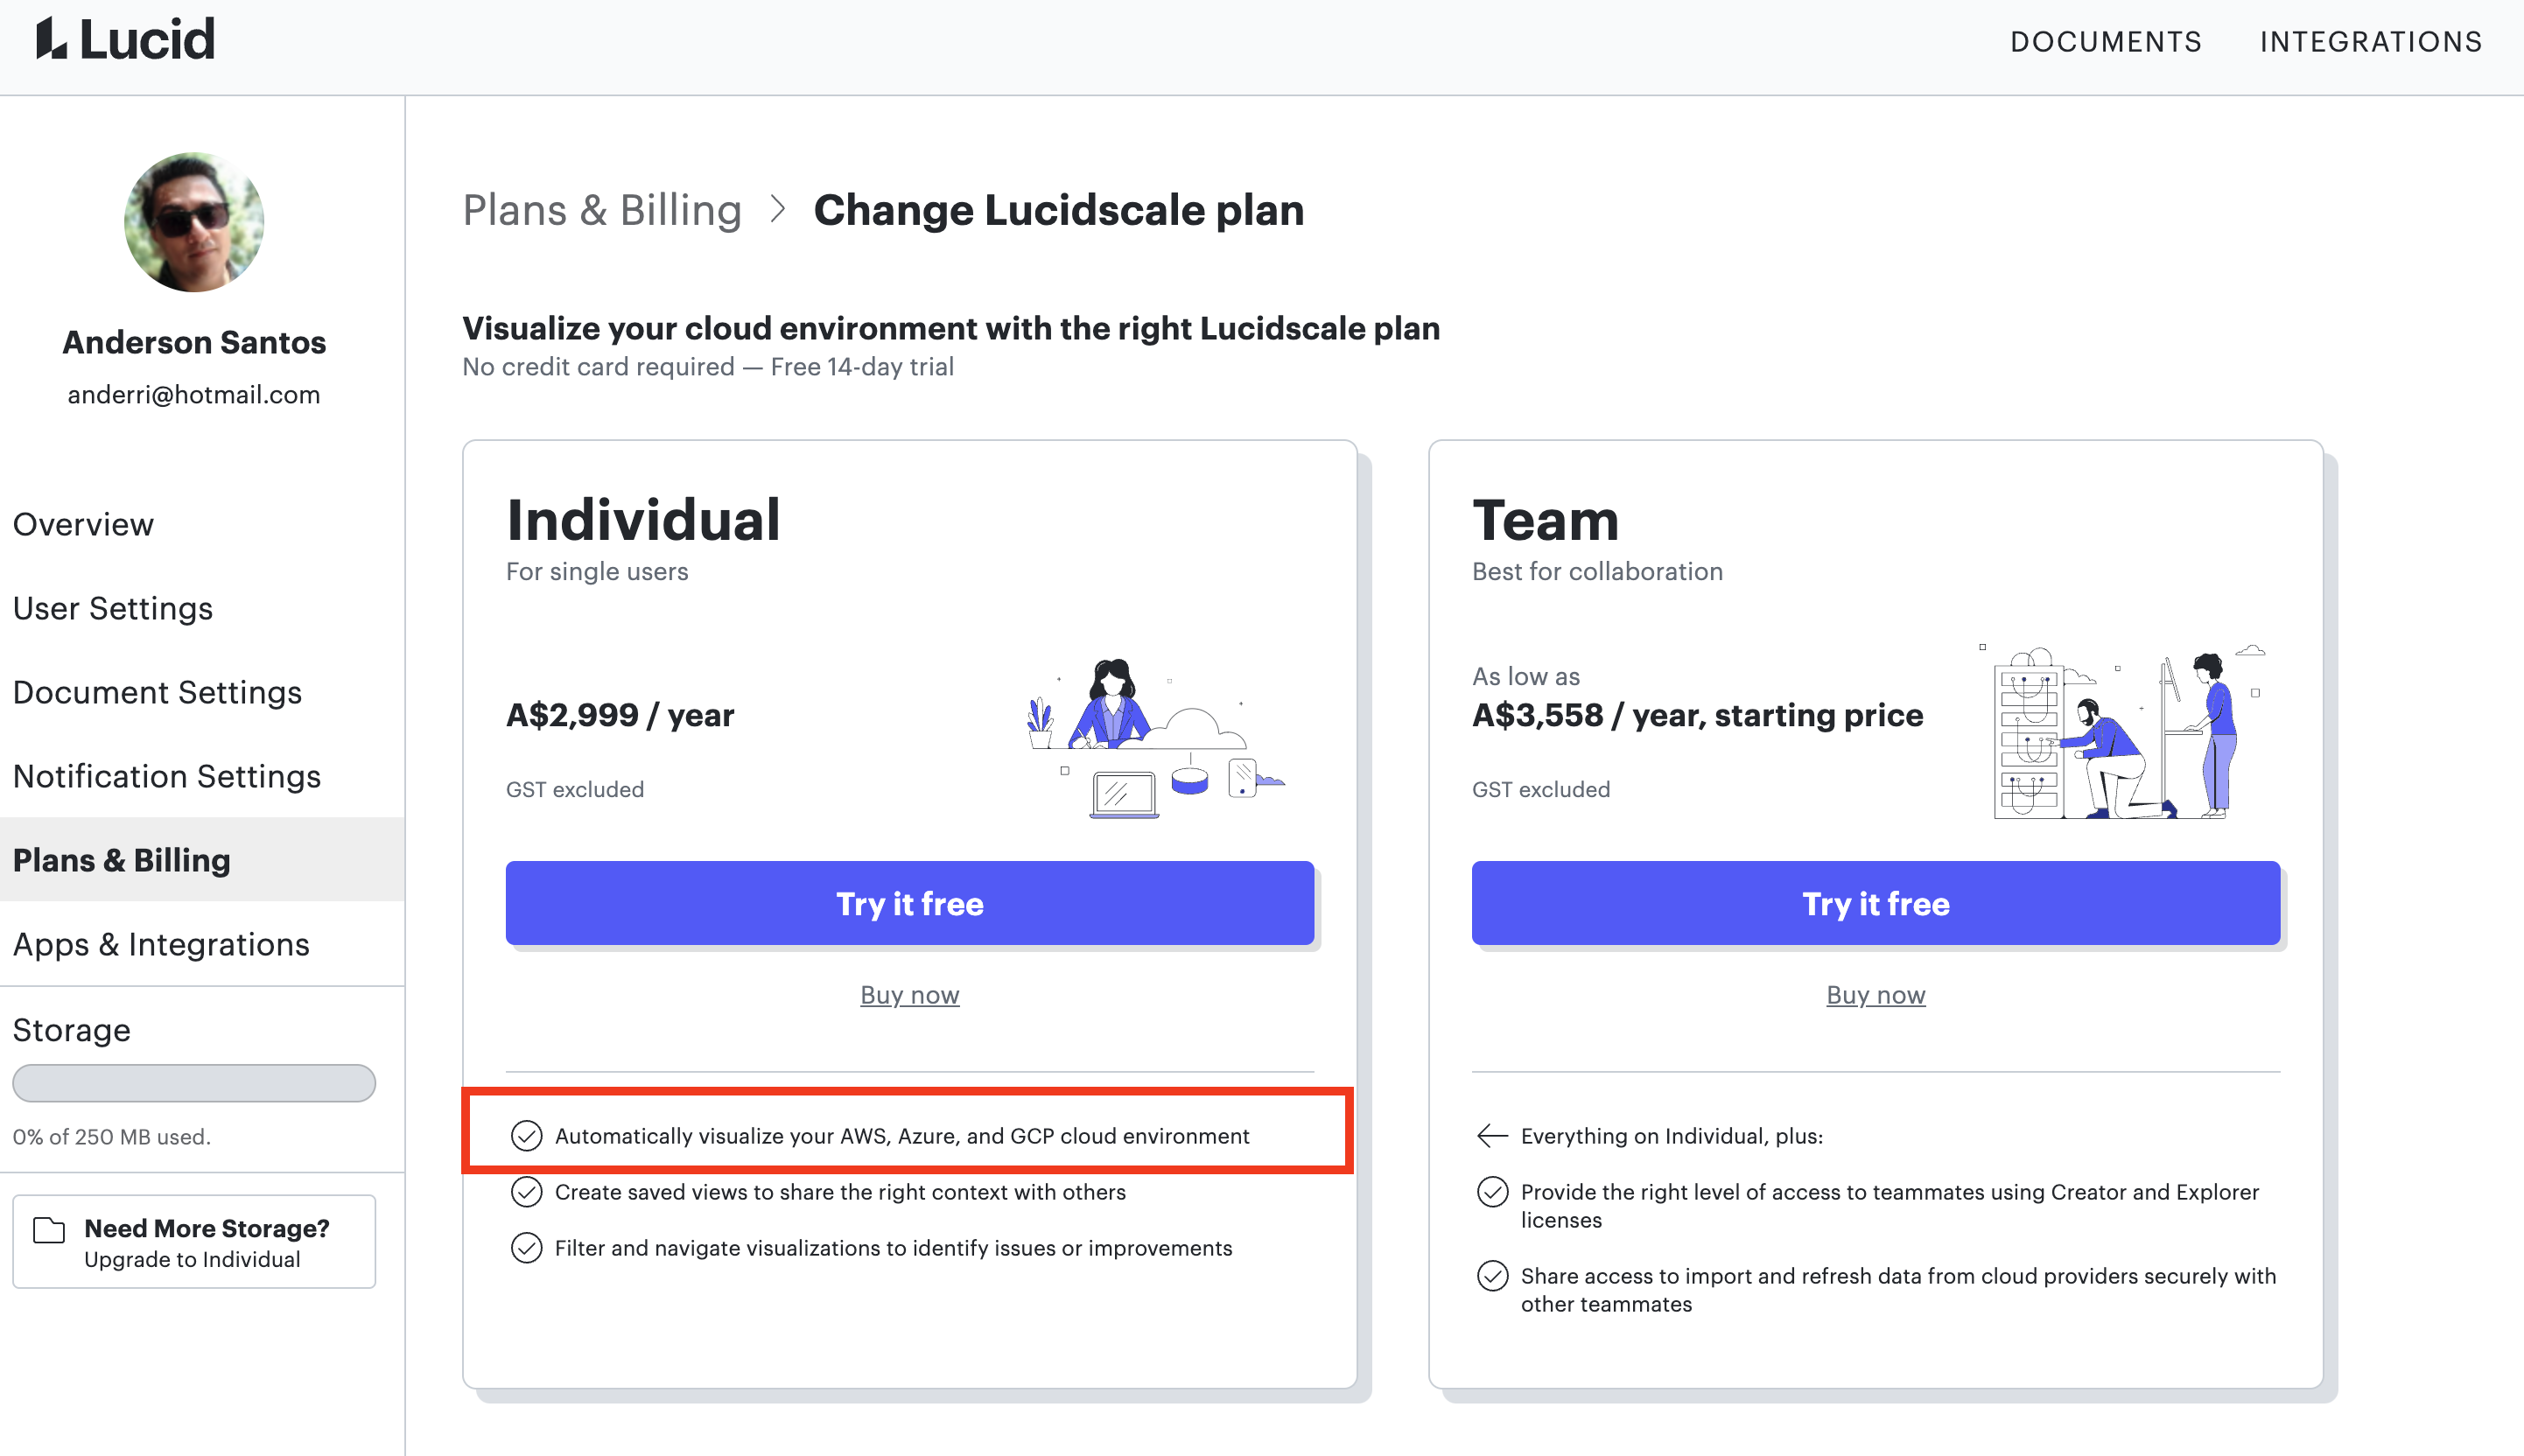 Lucid
DOCUMENTS
INTEGRATIONS
Anderson Santos
anderri@hotmail.com
Overview
User Settings
Document Settings
Notification Settings
Plans & Billing
Apps & Integrations
Storage
0% of 250 MB used.
Need More Storage?
Upgrade to Individual
Plans & Billing > Change Lucidscale plan
Visualize your cloud environment with the right Lucidscale plan
No credit card required — Free 14-day trial
Individual
For single users
A$2,999 / year
GST excluded
Try it free
Buy now
Automatically visualize your AWS, Azure, and GCP cloud environment
Create saved views to share the right context with others
Filter and navigate visualizations to identify issues or improvements
Team
Best for collaboration
As low as
A$3,558 / year, starting price
GST excluded
Try it free
Buy now
Everything on Individual, plus:
Provide the right level of access to teammates using Creator and Explorer
licenses
Share access to import and refresh data from cloud providers securely with
other teammates